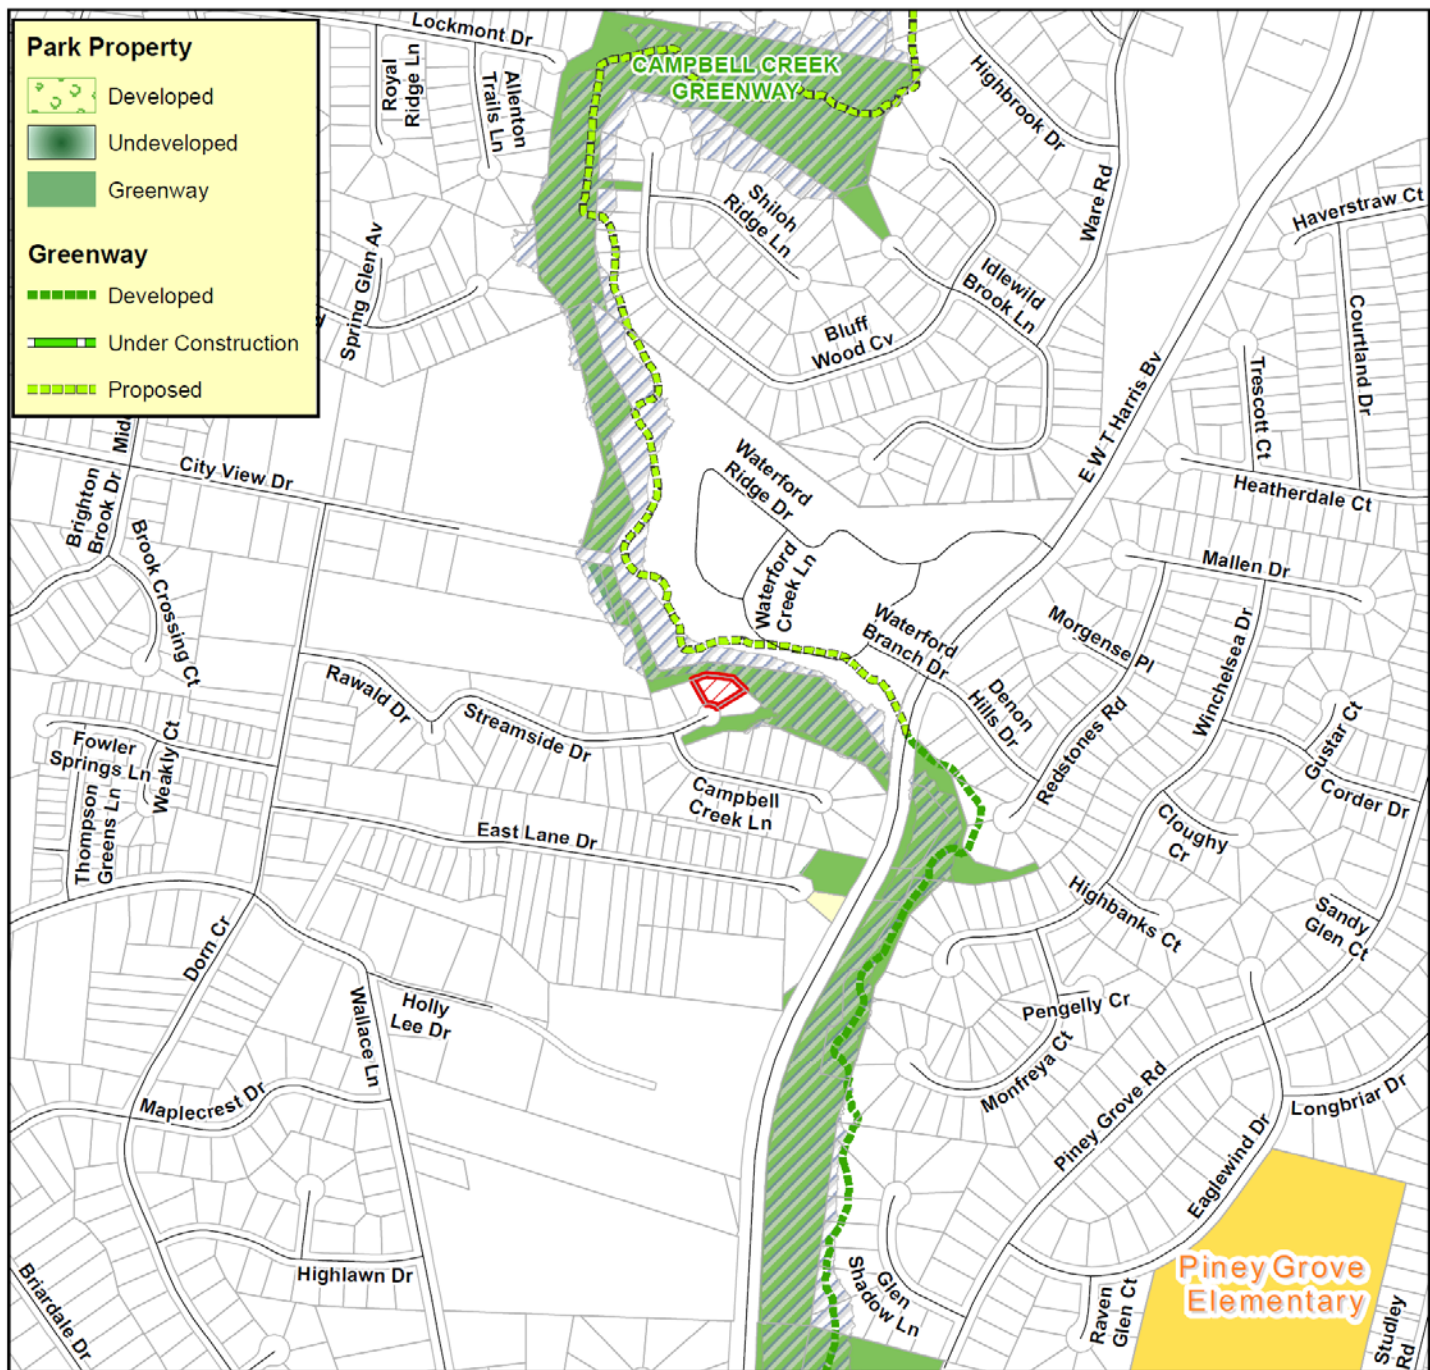 Park Property
Developed
Undeveloped
Greenway
Greenway
Developed
Under Construction
Proposed
Lockmont Dr
Royal
Ridge Ln
Allenton
Trails Ln
CAMPBELL CREEK
GREENWAY
Highbrook Dr
Ware Rd
Haverstraw Ct
Shiloh
Ridge Ln
Spring Glen Av
Idlewild
Brook Ln
Bluff
Wood Cv
Courtland Dr
Trescott Ct
E W T Harris Bv
Heatherdale Ct
City View Dr
Brighton
Brook Dr
Brook Crossing Ct
Waterford
Ridge Dr
Waterford
Creek Ln
Waterford
Branch Dr
Mallen Dr
Morgense Pl
Winchelsea Dr
Denon
Hills Dr
Redstones Rd
Gustar Ct
Corder Dr
Rawald Dr
Streamside Dr
Fowler
Springs Ln
Weakly Ct
Thompson
Greens Ln
Campbell
Creek Ln
East Lane Dr
Cloughy
Cr
Highbanks Ct
Sandy
Glen Ct
Dorn Cr
Wallace Ln
Holly
Lee Dr
Pengelly Cr
Monfreya Ct
Piney Grove Rd
Longbriar Dr
Maplecrest Dr
Eaglewind Dr
Highlawn Dr
Briardale Dr
Glen
Shadow Ln
Raven
Glen Ct
Piney Grove
Elementary
Studley
Rd